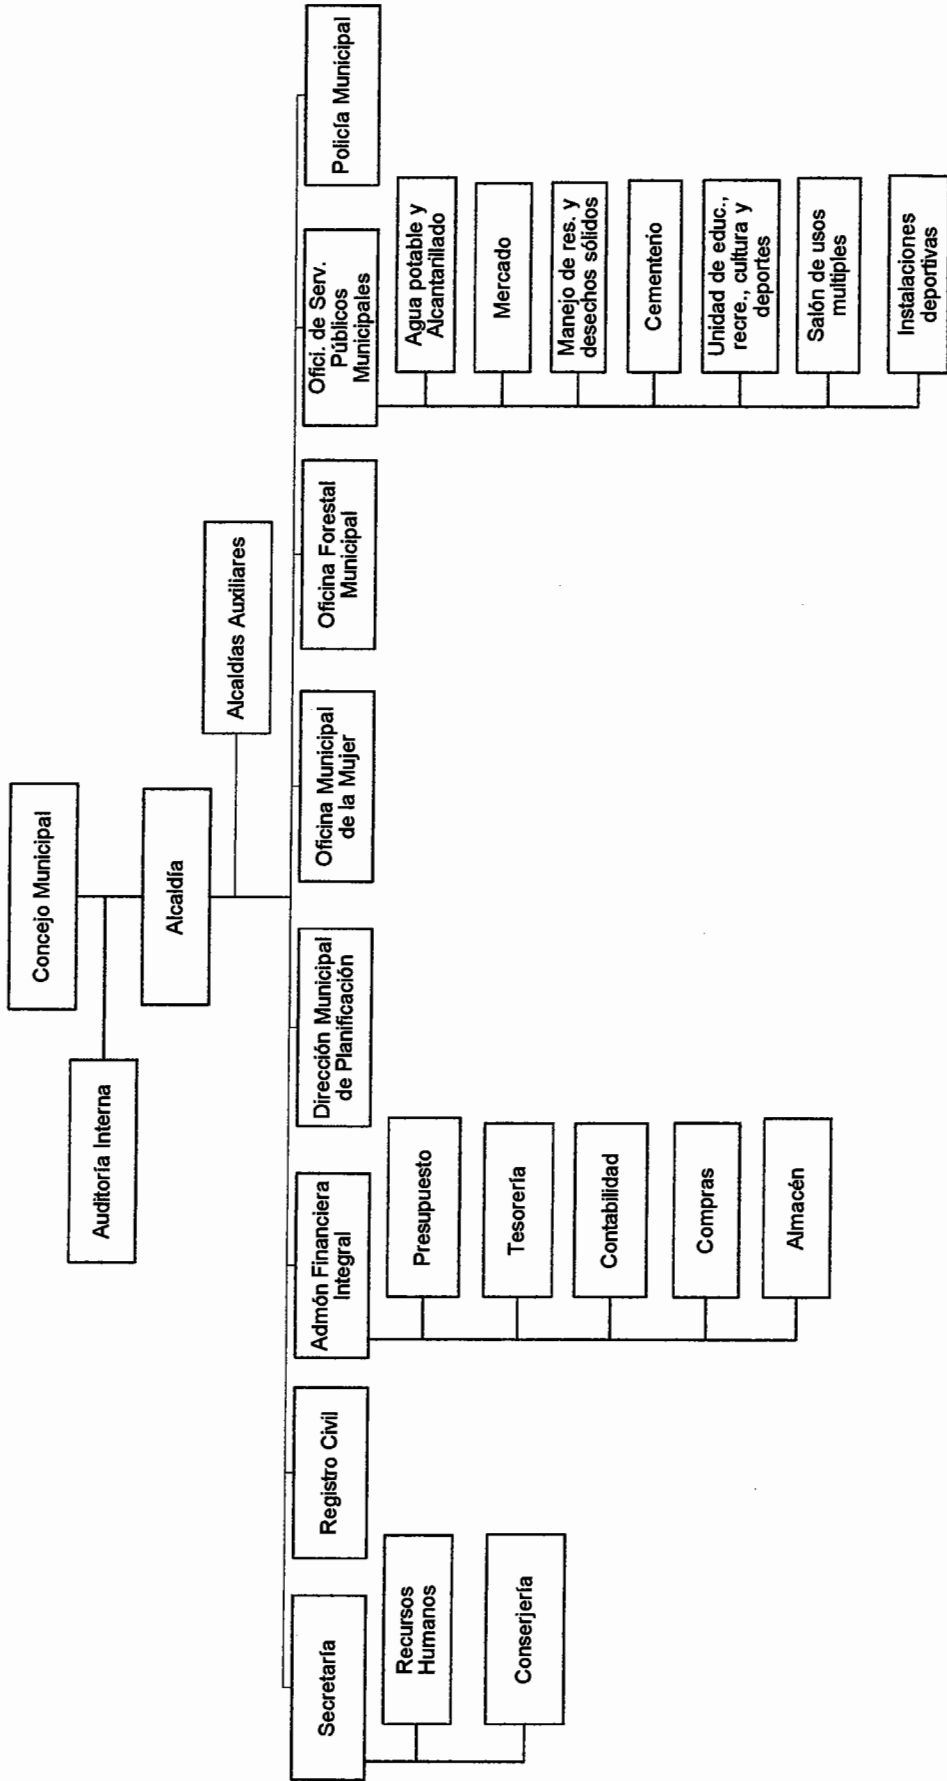 Concejo Municipal
Auditoría Interna
Alcaldía
Alcaldías Auxiliares
Secretaría
Recursos
Humanos
Conserjería
Registro Civil
Admón Financiera
Integral
Presupuesto
Tesorería
Contabilidad
Compras
Almacén
Dirección Municipal
de Planificación
Oficina Municipal
de la Mujer
Oficina Forestal
Municipal
Ofici. de Serv.
Públicos
Municipales
Agua potable y
Alcantarillado
Mercado
Manejo de res. y
desechos sólidos
Cementerio
Unidad de educ.,
recre., cultura y
deportes
Salón de usos
multiples
Instalaciones
deportivas
Policía Municipal